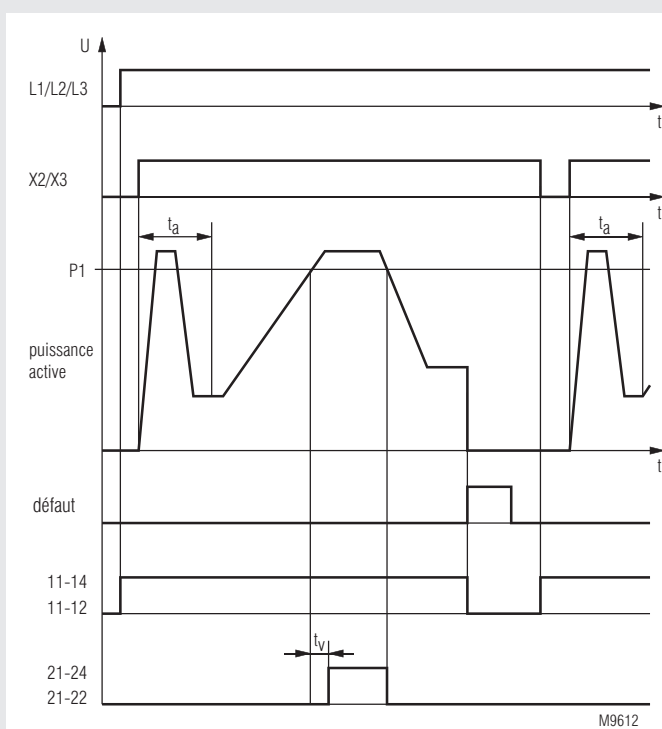 U
L1/L2/L3
t
X2/X3
t
ta
ta
P1
puissance
active
t
défaut
11-14
11-12
tv
21-24
21-22
M9612